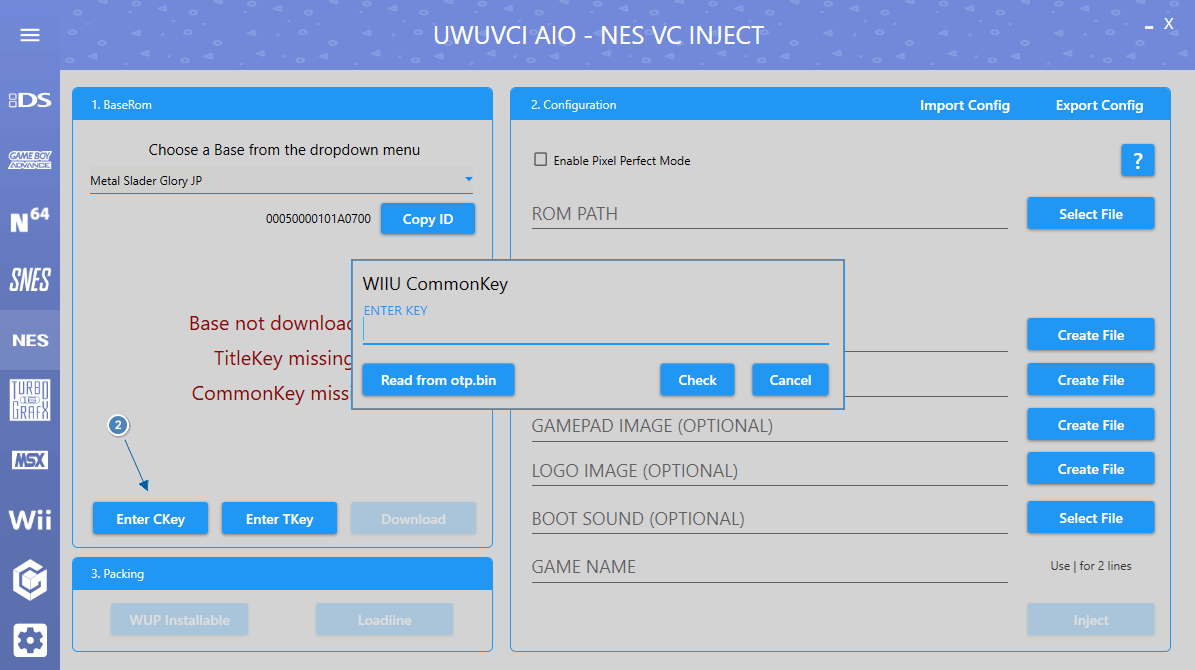 UWUVCI AIO - NES VC INJECT
X
DS
GAME BOY
ADVANCE
N64
SNES
NES
TURBO
GRAFX
MSX
Wii
1. BaseRom
Choose a Base from the dropdown menu
Metal Slader Glory JP
00050000101A0700
Copy ID
Base not downloac
TitleKey missing
CommonKey missi
2
Enter CKey
Enter TKey
Download
3. Packing
WUP Installable
Loadiine
2. Configuration
Import Config
Export Config
Enable Pixel Perfect Mode
?
ROM PATH
Select File
WIIU CommonKey
ENTER KEY
Read from otp.bin
Check
Cancel
Create File
Create File
GAMEPAD IMAGE (OPTIONAL)
Create File
LOGO IMAGE (OPTIONAL)
Create File
BOOT SOUND (OPTIONAL)
Select File
GAME NAME
Use | for 2 lines
Inject